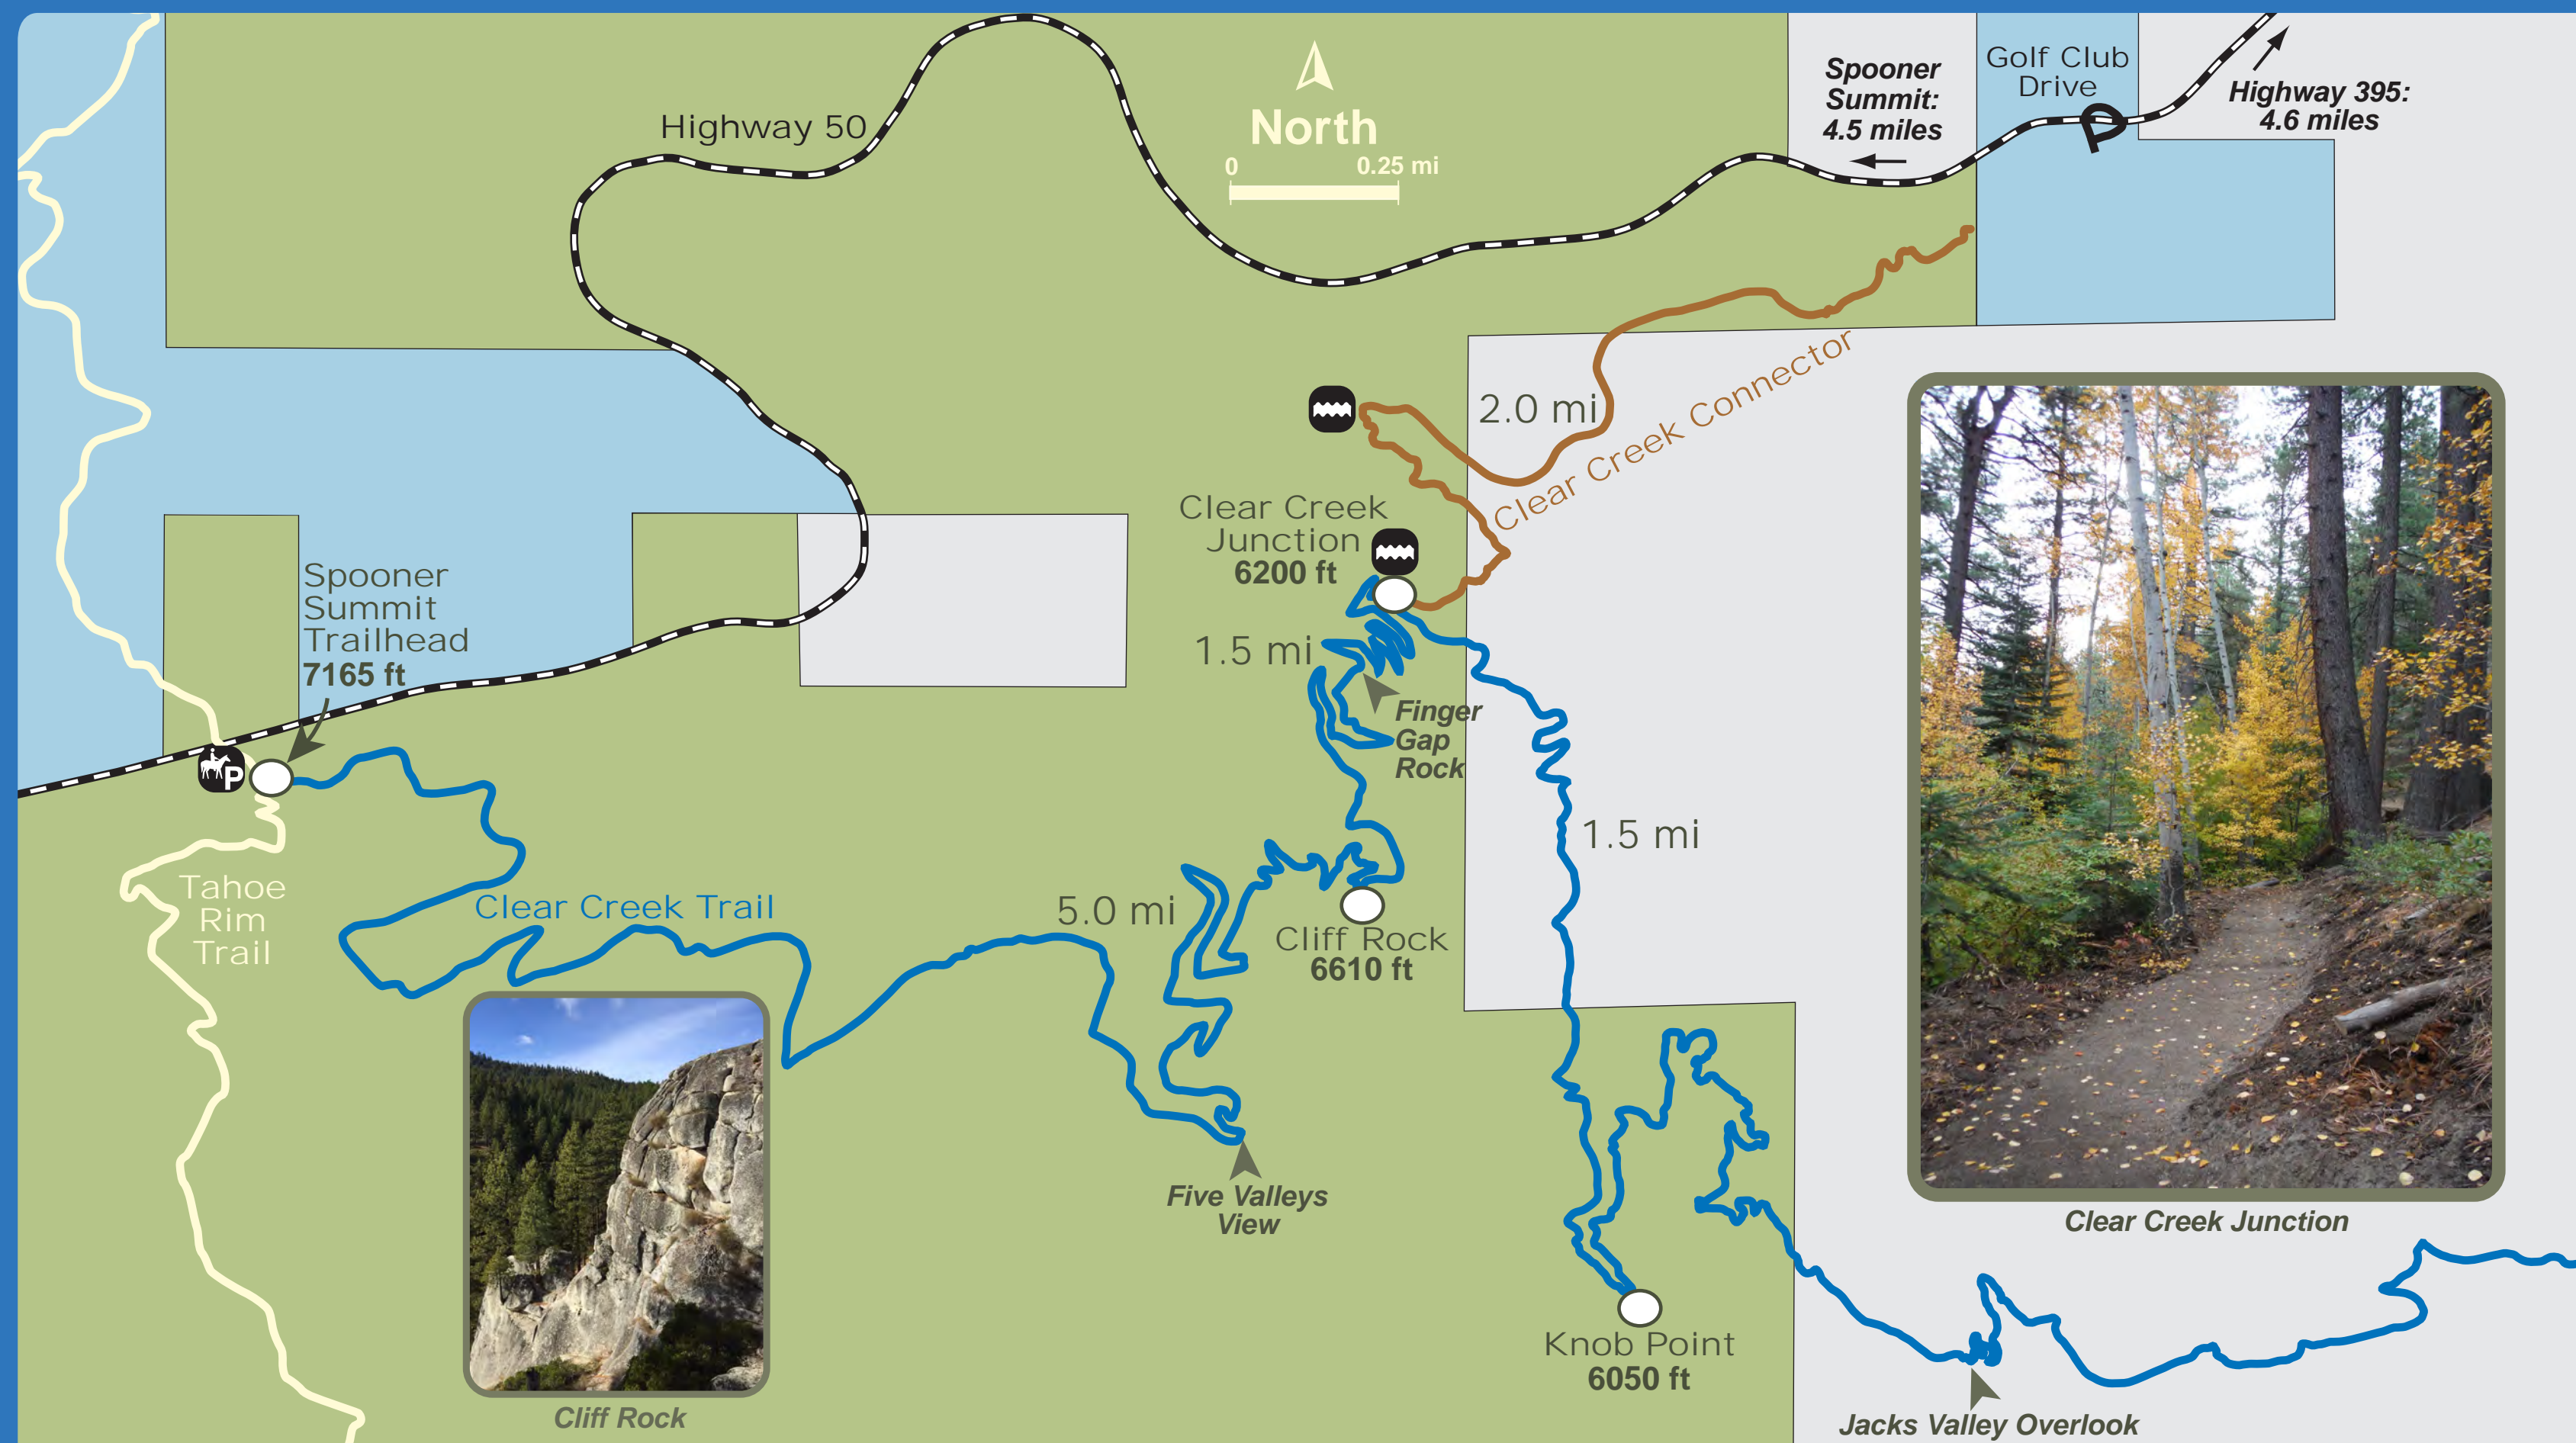 Golf Club
Drive
Spooner
Summit:
4.5 miles
Highway 395:
4.6 miles
Highway 50
North
0 0.25 mi
2.0 mi
Clear Creek Connector
Clear Creek
Junction
6200 ft
Spooner
Summit
Trailhead
7165 ft
P
1.5 mi
Finger
Gap
Rock
1.5 mi
Tahoe
Rim
Trail
Clear Creek Trail
5.0 mi
Cliff Rock
6610 ft
Five Valleys
View
Clear Creek Junction
Knob Point
6050 ft
Cliff Rock
Jacks Valley Overlook
P